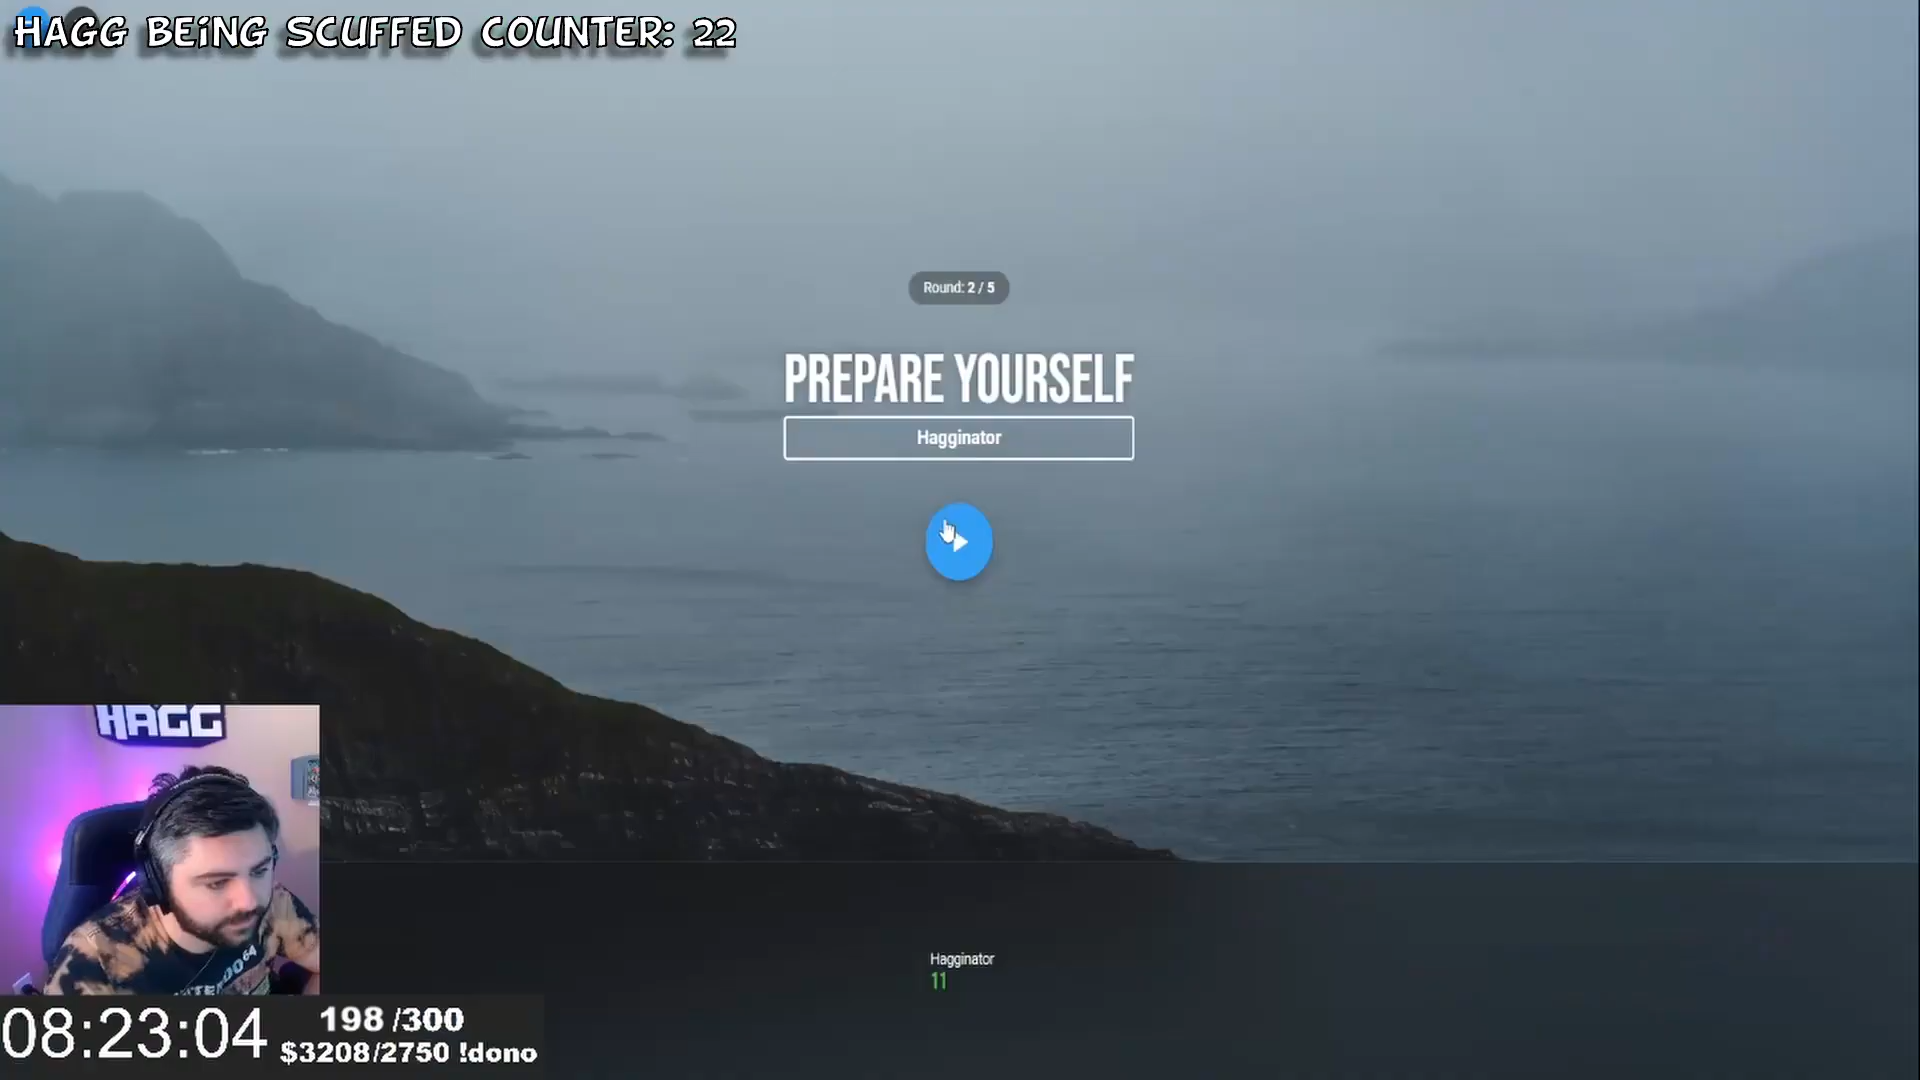 HAGG BEING SCUFFED COUNTER: 22
Round: 2 / 5
PREPARE YOURSELF
Hagginator
HAGG
Hagginator
11
08:23:04
198 /300
$3208/2750 !dono